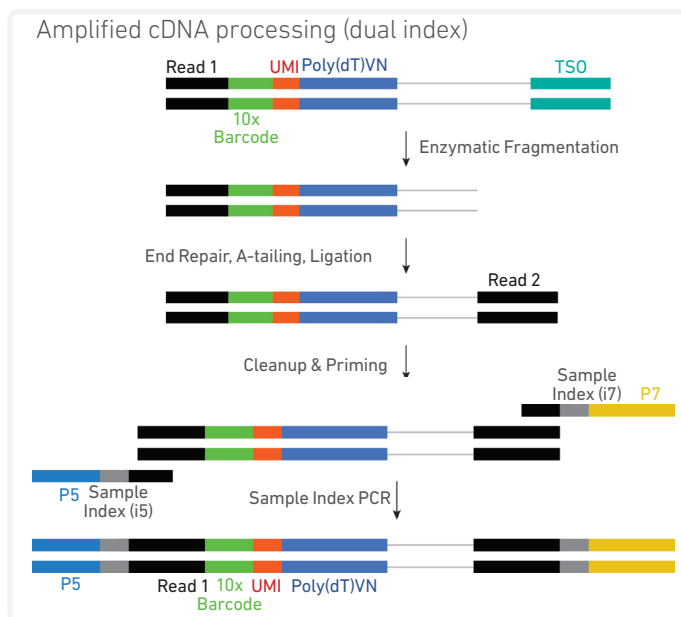 Amplified cDNA processing (dual index)
Read 1 UMI Poly(dT)VN TSO
10x
Barcode
Enzymatic Fragmentation
End Repair, A-tailing, Ligation
Read 2
Cleanup & Priming
Sample
Index (i7) P7
P5 Sample
Index (i5)
Sample Index PCR
P5 Read 1 10x UMI Poly(dT)VN
Barcode